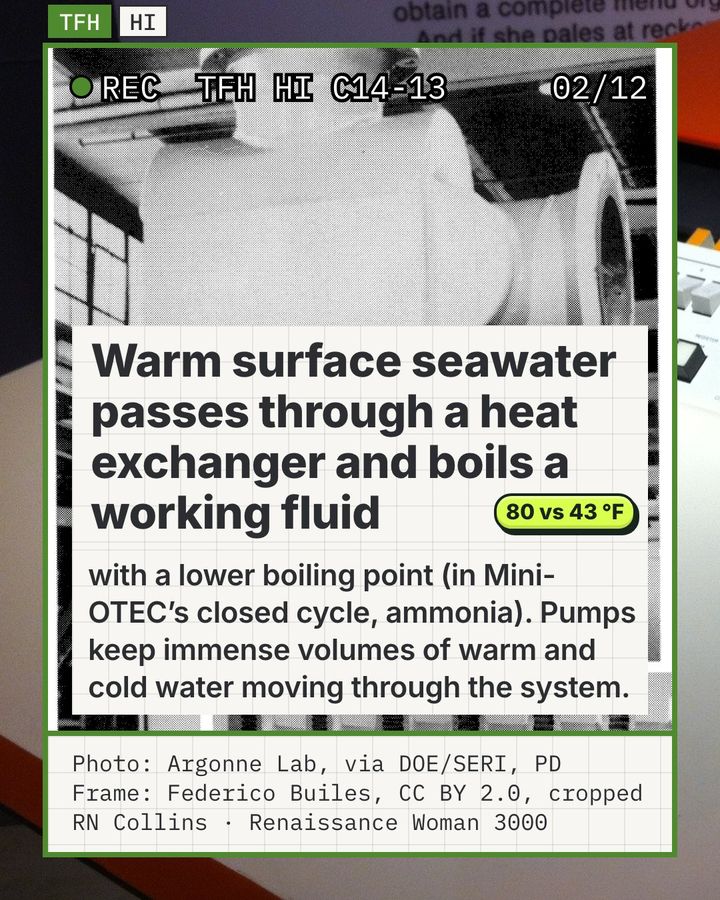 obtain a complete menu
And if she pales at
TFH HI
REC TFH HI C14-13 02/12
Warm surface seawater
passes through a heat
exchanger and boils a
working fluid
80 vs 43 °F
with a lower boiling point (in Mini-
OTEC’s closed cycle, ammonia). Pumps
keep immense volumes of warm and
cold water moving through the system.
Photo: Argonne Lab, via DOE/SERI, PD
Frame: Federico Builes, CC BY 2.0, cropped
RN Collins · Renaissance Woman 3000